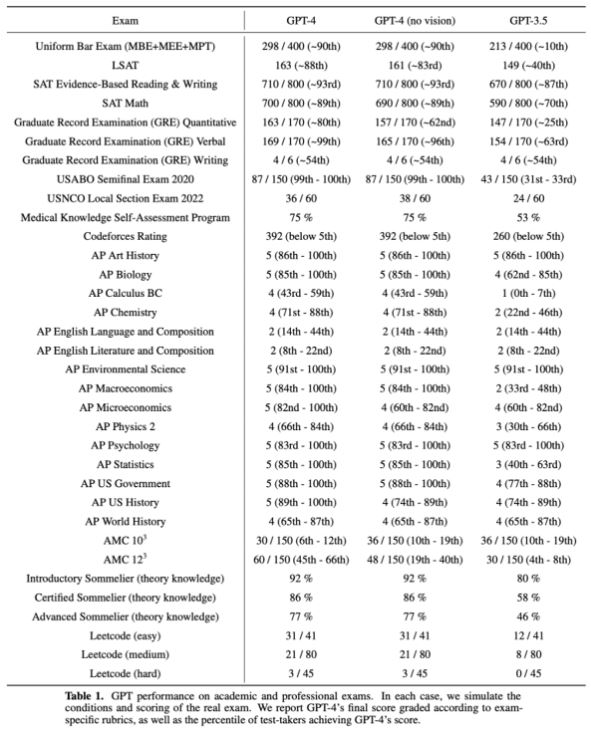 Exam GPT-4 GPT-4 (no vision) GPT-3.5
Uniform Bar Exam (MBE+MEE+MPT) 298 / 400 (~90th) 298 / 400 (~90th) 213 / 400 (~10th)
LSAT 163 (~88th) 161 (~83rd) 149 (~40th)
SAT Evidence-Based Reading & Writing 710 / 800 (~93rd) 710 / 800 (~93rd) 670 / 800 (~87th)
SAT Math 700 / 800 (~89th) 690 / 800 (~89th) 590 / 800 (~70th)
Graduate Record Examination (GRE) Quantitative 163 / 170 (~80th) 157 / 170 (~62nd) 147 / 170 (~25th)
Graduate Record Examination (GRE) Verbal 169 / 170 (~99th) 165 / 170 (~96th) 154 / 170 (~63rd)
Graduate Record Examination (GRE) Writing 4 / 6 (~54th) 4 / 6 (~54th) 4 / 6 (~54th)
USABO Semifinal Exam 2020 87 / 150 (99th - 100th) 87 / 150 (99th - 100th) 43 / 150 (31st - 33rd)
USNCO Local Section Exam 2022 36 / 60 38 / 60 24 / 60
Medical Knowledge Self-Assessment Program 75 % 75 % 53 %
Codeforces Rating 392 (below 5th) 392 (below 5th) 260 (below 5th)
AP Art History 5 (86th - 100th) 5 (86th - 100th) 5 (86th - 100th)
AP Biology 5 (85th - 100th) 5 (85th - 100th) 4 (62nd - 85th)
AP Calculus BC 4 (43rd - 59th) 4 (43rd - 59th) 1 (0th - 7th)
AP Chemistry 4 (71st - 88th) 4 (71st - 88th) 2 (22nd - 46th)
AP English Language and Composition 2 (14th - 44th) 2 (14th - 44th) 2 (14th - 44th)
AP English Literature and Composition 2 (8th - 22nd) 2 (8th - 22nd) 2 (8th - 22nd)
AP Environmental Science 5 (91st - 100th) 5 (91st - 100th) 5 (91st - 100th)
AP Macroeconomics 5 (84th - 100th) 5 (84th - 100th) 2 (33rd - 48th)
AP Microeconomics 5 (82nd - 100th) 4 (60th - 82nd) 4 (60th - 82nd)
AP Physics 2 4 (66th - 84th) 4 (66th - 84th) 3 (30th - 66th)
AP Psychology 5 (83rd - 100th) 5 (83rd - 100th) 5 (83rd - 100th)
AP Statistics 5 (85th - 100th) 5 (85th - 100th) 3 (40th - 63rd)
AP US Government 5 (88th - 100th) 5 (88th - 100th) 4 (77th - 88th)
AP US History 5 (89th - 100th) 4 (74th - 89th) 4 (74th - 89th)
AP World History 4 (65th - 87th) 4 (65th - 87th) 4 (65th - 87th)
AMC 10³ 30 / 150 (6th - 12th) 36 / 150 (10th - 19th) 36 / 150 (10th - 19th)
AMC 12³ 60 / 150 (45th - 66th) 48 / 150 (19th - 40th) 30 / 150 (4th - 8th)
Introductory Sommelier (theory knowledge) 92 % 92 % 80 %
Certified Sommelier (theory knowledge) 86 % 86 % 58 %
Advanced Sommelier (theory knowledge) 77 % 77 % 46 %
Leetcode (easy) 31 / 41 31 / 41 12 / 41
Leetcode (medium) 21 / 80 21 / 80 8 / 80
Leetcode (hard) 3 / 45 3 / 45 0 / 45
Table 1. GPT performance on academic and professional exams. In each case, we simulate the
conditions and scoring of the real exam. We report GPT-4's final score graded according to exam-
specific rubrics, as well as the percentile of test-takers achieving GPT-4's score.